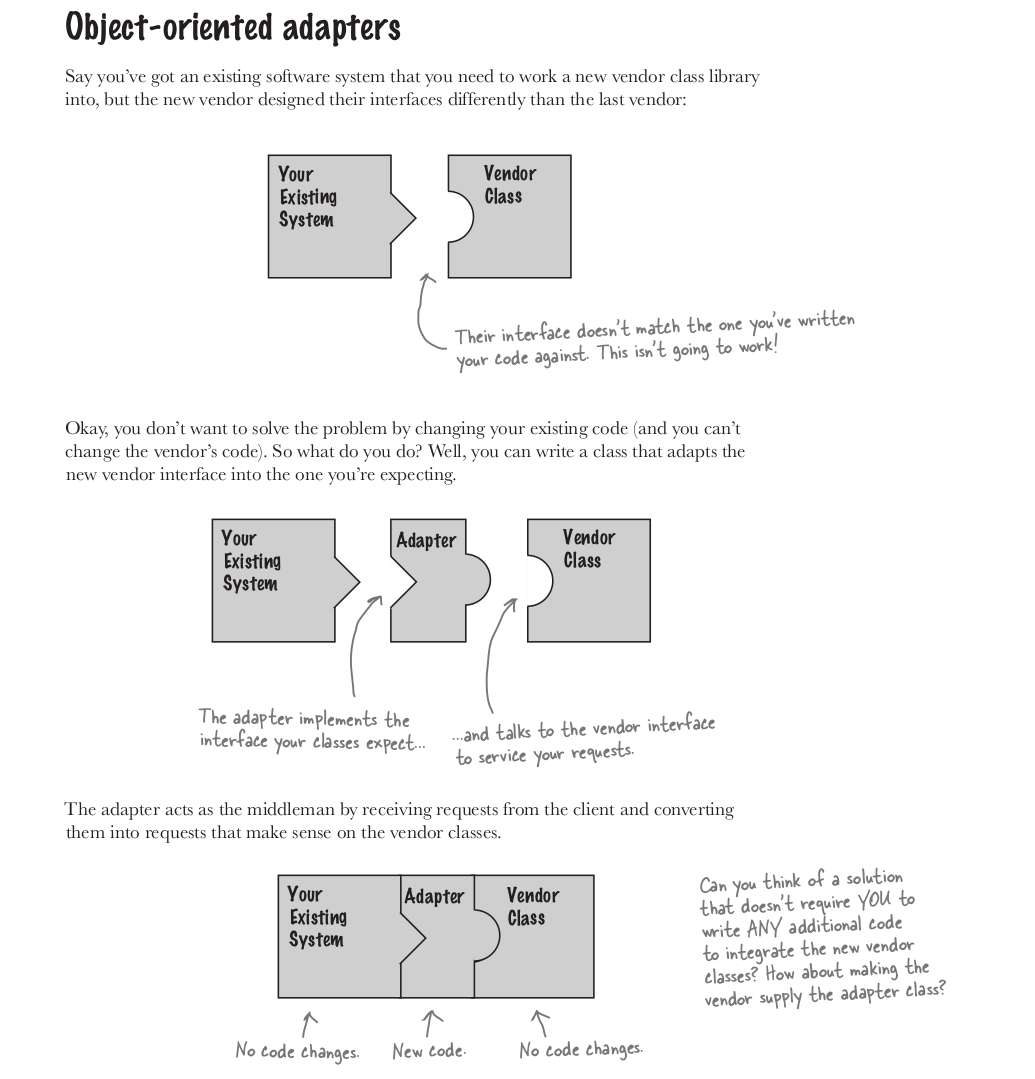 Object-oriented adapters
Say you've got an existing software system that you need to work a new vendor class library
into, but the new vendor designed their interfaces differently than the last vendor:
Your
Existing
System
Vendor
Class
Their interface doesn't match the one you've written
your code against. This isn't going to work!
Okay, you don't want to solve the problem by changing your existing code (and you can't
change the vendor's code). So what do you do? Well, you can write a class that adapts the
new vendor interface into the one you're expecting.
Your
Existing
System
Adapter
Vendor
Class
The adapter implements the
interface your classes expect...
...and talks to the vendor interface
to service your requests.
The adapter acts as the middleman by receiving requests from the client and converting
them into requests that make sense on the vendor classes.
Your
Existing
System
Adapter
Vendor
Class
Can you think of a solution
that doesn't require YOU to
write ANY additional code
to integrate the new vendor
classes? How about making the
vendor supply the adapter class?
No code changes.
New code.
No code changes.